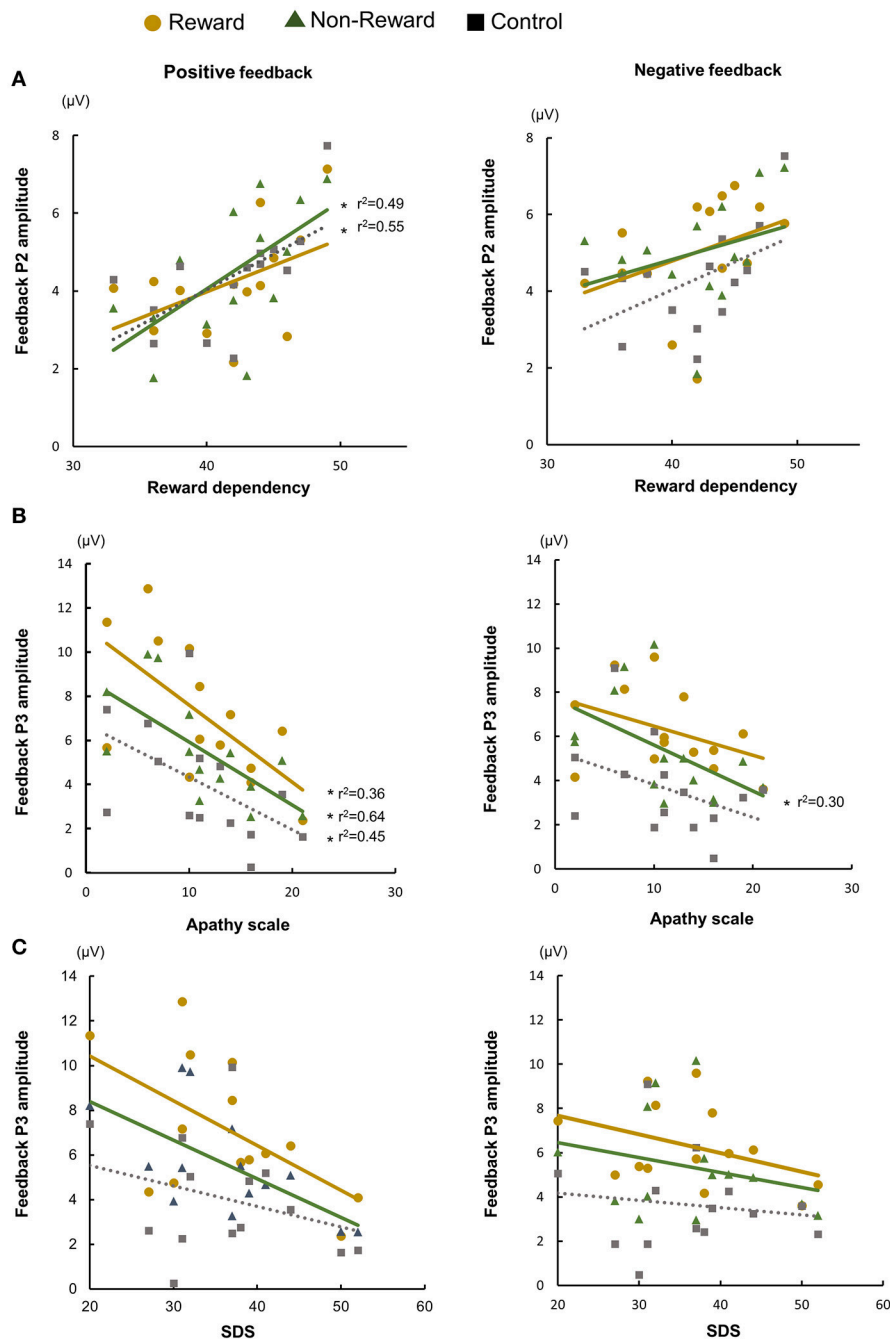 Reward Non-Reward Control
Positive feedback Negative feedback
A
(μV) (μV)
Feedback P2 amplitude
8
6
4
2
0
30 40 50
Reward dependency
* r²=0.49
* r²=0.55
Feedback P2 amplitude
8
6
4
2
0
30 40 50
Reward dependency
B
(μV) (μV)
Feedback P3 amplitude
14
12
10
8
6
4
2
0
0 10 20 30
Apathy scale
* r²=0.36
* r²=0.64
* r²=0.45
Feedback P3 amplitude
14
12
10
8
6
4
2
0
0 10 20 30
Apathy scale
* r²=0.30
C
(μV) (μV)
Feedback P3 amplitude
14
12
10
8
6
4
2
0
20 30 40 50 60
SDS
Feedback P3 amplitude
14
12
10
8
6
4
2
0
20 30 40 50 60
SDS